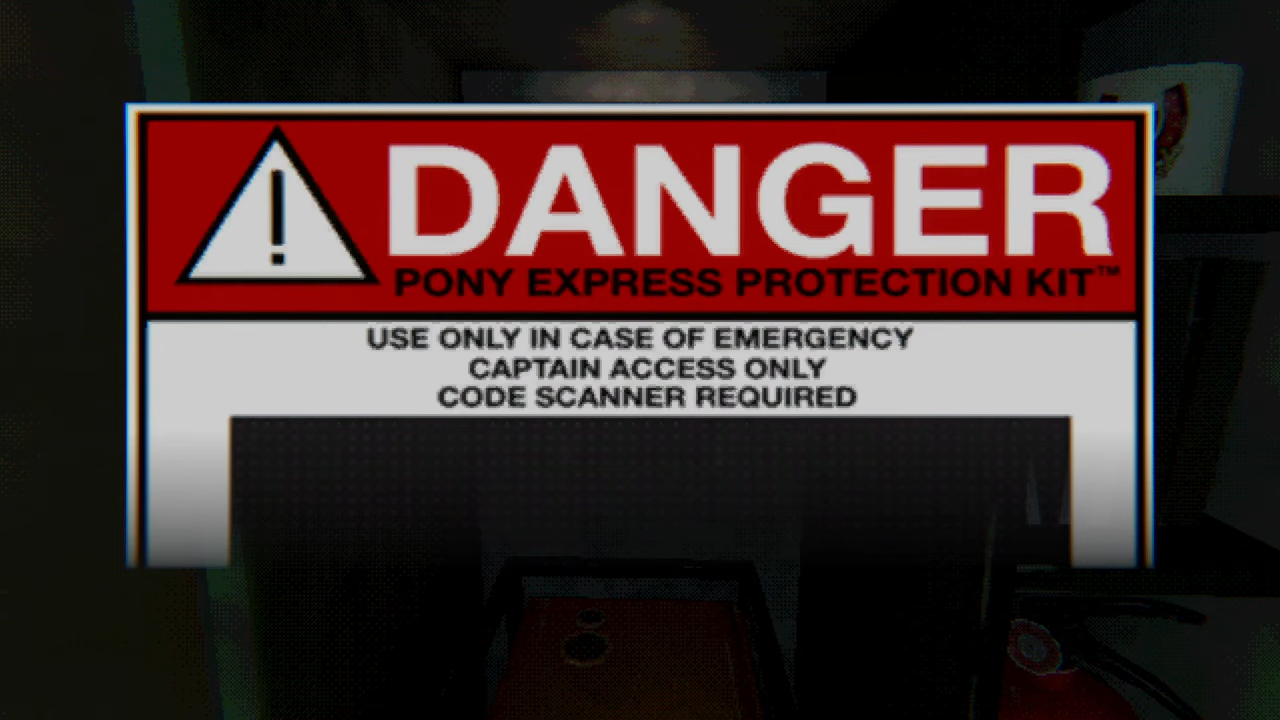 DANGER
PONY EXPRESS PROTECTION KIT™
USE ONLY IN CASE OF EMERGENCY
CAPTAIN ACCESS ONLY
CODE SCANNER REQUIRED